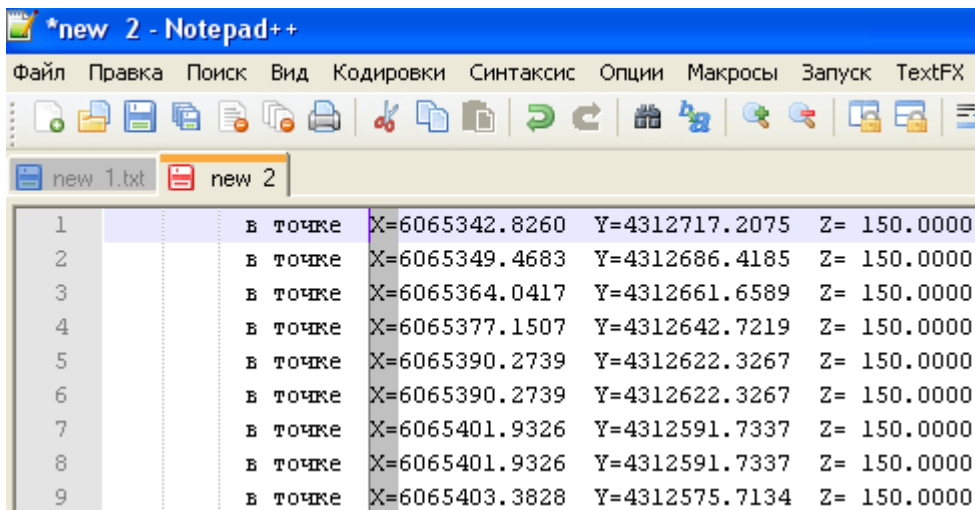 *new 2 - Notepad++
Файл Правка Поиск Вид Кодировки Синтаксис Опции Макросы Запуск TextFX
new 1.txt new 2
1 в точке X=6065342.8260 Y=4312717.2075 Z= 150.0000
2 в точке X=6065349.4683 Y=4312686.4185 Z= 150.0000
3 в точке X=6065364.0417 Y=4312661.6589 Z= 150.0000
4 в точке X=6065377.1507 Y=4312642.7219 Z= 150.0000
5 в точке X=6065390.2739 Y=4312622.3267 Z= 150.0000
6 в точке X=6065390.2739 Y=4312622.3267 Z= 150.0000
7 в точке X=6065401.9326 Y=4312591.7337 Z= 150.0000
8 в точке X=6065401.9326 Y=4312591.7337 Z= 150.0000
9 в точке X=6065403.3828 Y=4312575.7134 Z= 150.0000